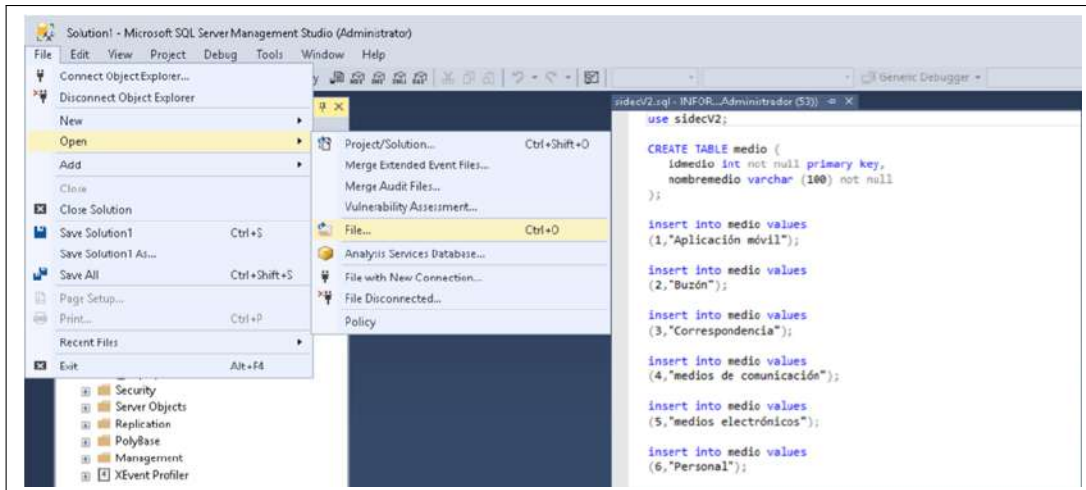 Solution1 - Microsoft SQL Server Management Studio (Administrator)
File Edit View Project Debug Tools Window Help
Generic Debugger
Connect Object Explorer...
Disconnect Object Explorer
New
Open
Add
Close
Close Solution
Save Solution1 Ctrl+S
Save Solution1 As...
Save All Ctrl+Shift+S
Page Setup...
Print... Ctrl+P
Recent Files
Exit Alt+F4
Project/Solution... Ctrl+Shift+O
Merge Extended Event Files...
Merge Audit Files...
Vulnerability Assessment...
File... Ctrl+O
Analysis Services Database...
File with New Connection...
File Disconnected...
Policy
Security
Server Objects
Replication
PolyBase
Management
XEvent Profiler
sidecV2.sql - INFOR...Administrador (53))
use sidecV2;
CREATE TABLE medio (
idmedio int not null primary key,
nombremedio varchar (100) not null
);
insert into medio values
(1,"Aplicación móvil");
insert into medio values
(2,"Buzón");
insert into medio values
(3,"Correspondencia");
insert into medio values
(4,"medios de comunicación");
insert into medio values
(5,"medios electrónicos");
insert into medio values
(6,"Personal");